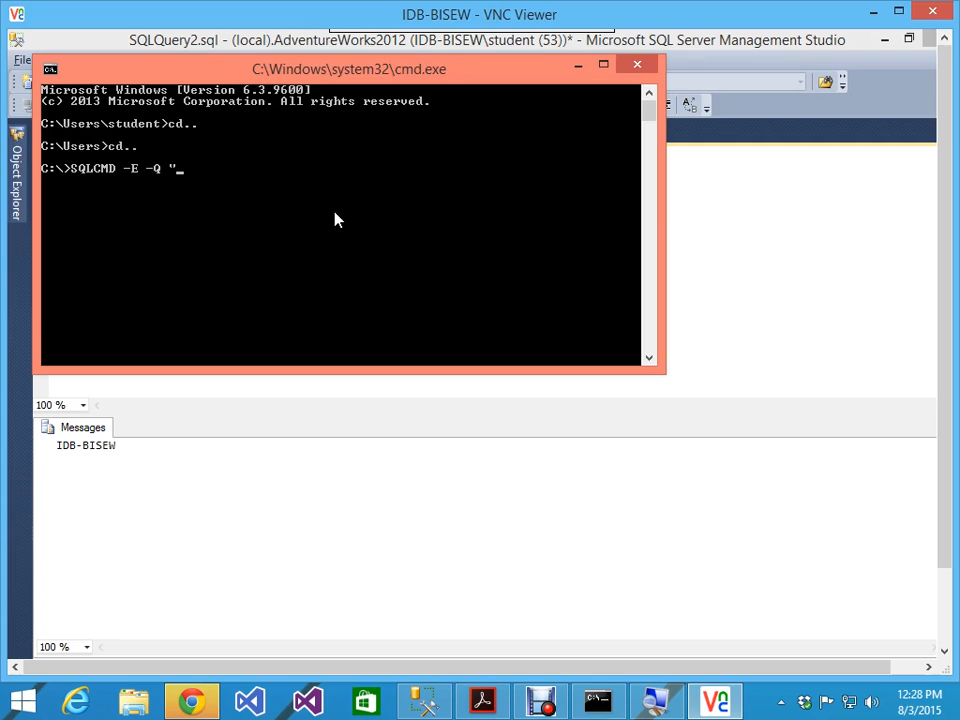 IDB-BISEW - VNC Viewer
SQLQuery2.sql - (local).AdventureWorks2012 (IDB-BISEW\student (53))* - Microsoft SQL Server Management Studio
File
C:\Windows\system32\cmd.exe
Microsoft Windows [Version 6.3.9600]
(c) 2013 Microsoft Corporation. All rights reserved.
C:\Users\student>cd..
C:\Users>cd..
C:\>SQLCMD -E -Q "_
Object Explorer
100 %
Messages
IDB-BISEW
100 %
12:28 PM
8/3/2015